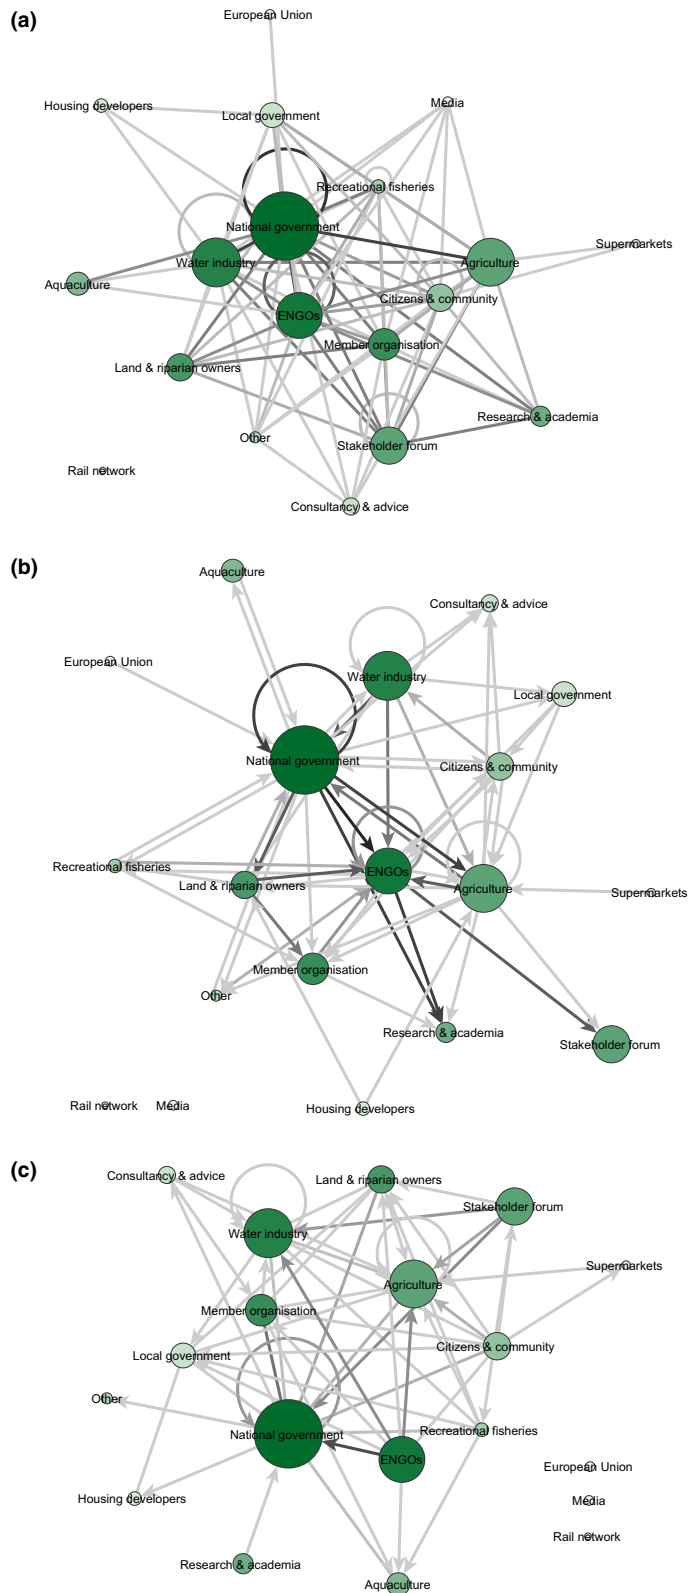 (a)
European Union
Housing developers
Media
Local government
Recreational fisheries
National government
Supermarkets
Water industry
Agriculture
Aquaculture
Citizens & community
ENGOs
Member organisation
Land & riparian owners
Research & academia
Other
Stakeholder forum
Rail network
Consultancy & advice
(b)
Aquaculture
Consultancy & advice
European Union
Water industry
Local government
National government
Citizens & community
Recreational fisheries
ENGOs
Land & riparian owners
Agriculture
Supermarkets
Member organisation
Other
Research & academia
Stakeholder forum
Rail network
Media
Housing developers
(c)
Consultancy & advice
Land & riparian owners
Stakeholder forum
Water industry
Supermarkets
Agriculture
Member organisation
Citizens & community
Local government
Other
Recreational fisheries
National government
ENGOs
European Union
Housing developers
Media
Rail network
Research & academia
Aquaculture